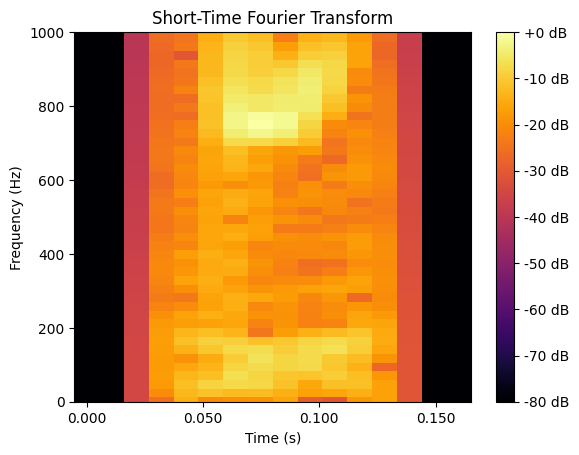 Short-Time Fourier Transform
1000
800
600
400
200
0
Frequency (Hz)
0.000
0.050
0.100
0.150
Time (s)
+0 dB
-10 dB
-20 dB
-30 dB
-40 dB
-50 dB
-60 dB
-70 dB
-80 dB